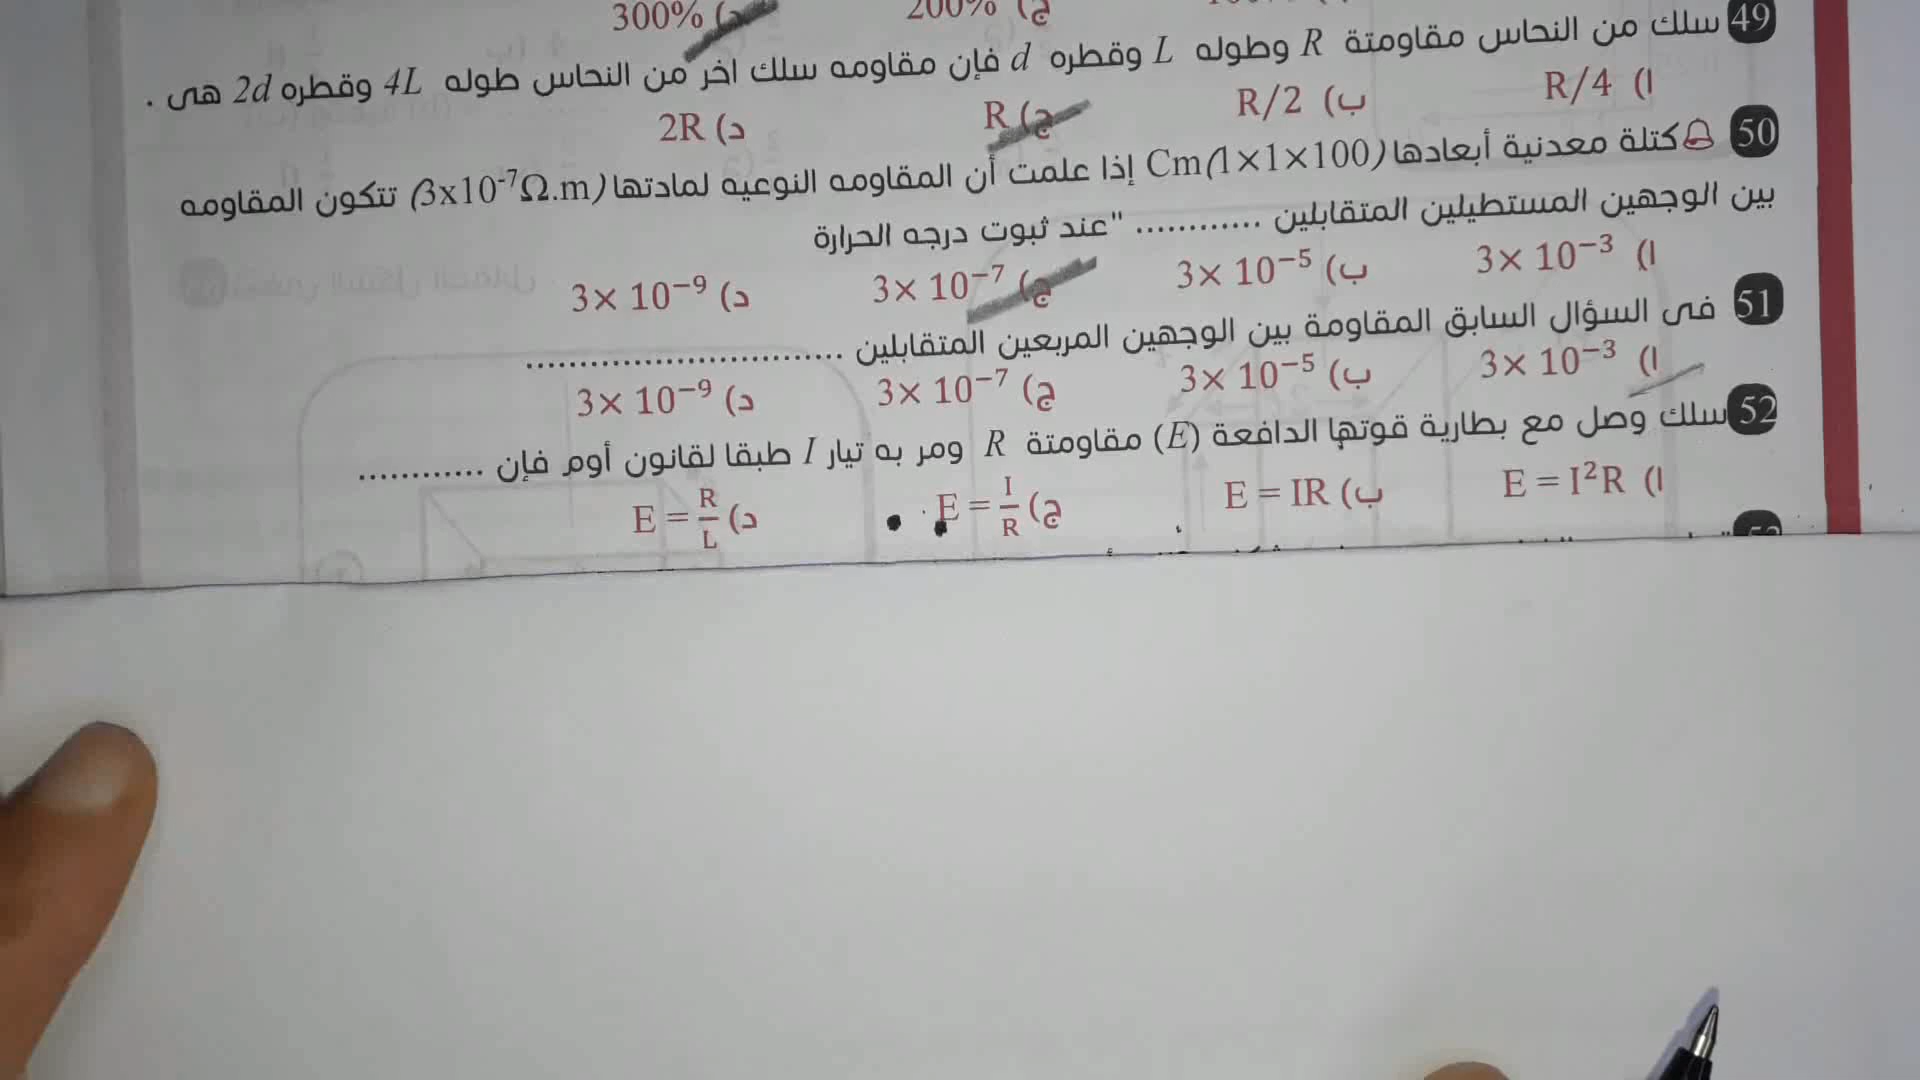 ج) 200% د) 300%
49 سلك من النحاس مقاومتة R وطوله L وقطره d فإن مقاومه سلك اخر من النحاس طوله 4L وقطره 2d هى .
ا) R/4 ب) R/2 ج) R د) 2R
50 كتلة معدنية أبعادها (1×1×100) Cm إذا علمت أن المقاومه النوعيه لمادتها (3x10⁻⁷Ω.m) تتكون المقاومه
بين الوجهين المستطيلين المتقابلين ............ "عند ثبوت درجه الحرارة
ا) 3× 10⁻³ ب) 3× 10⁻⁵ ج) 3× 10⁻⁷ د) 3× 10⁻⁹
51 فى السؤال السابق المقاومة بين الوجهين المربعين المتقابلين ..............................
ا) 3× 10⁻³ ب) 3× 10⁻⁵ ج) 3× 10⁻⁷ د) 3× 10⁻⁹
52 سلك وصل مع بطارية قوتها الدافعة (E) مقاومتة R ومر به تيار I طبقا لقانون أوم فإن ............
ا) E = I²R ب) E = IR ج) E = I/R د) E = R/L